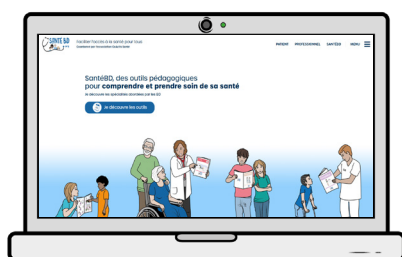 SANTÉ BD
Faciliter l'accès à la santé pour tous
PATIENT PROFESSIONNEL SANTÉBD MENU
SantéBD, des outils pédagogiques
pour comprendre et prendre soin de sa santé
Je découvre les outils